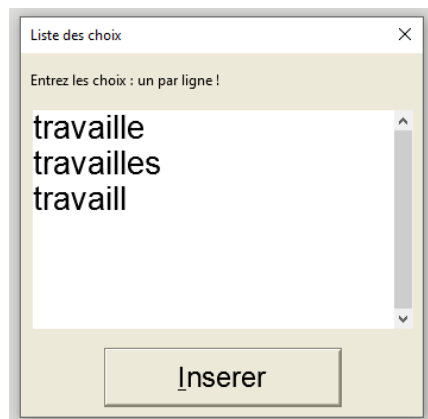 Liste des choix
Entrez les choix : un par ligne !
travaille
travailles
travaill
Inserer